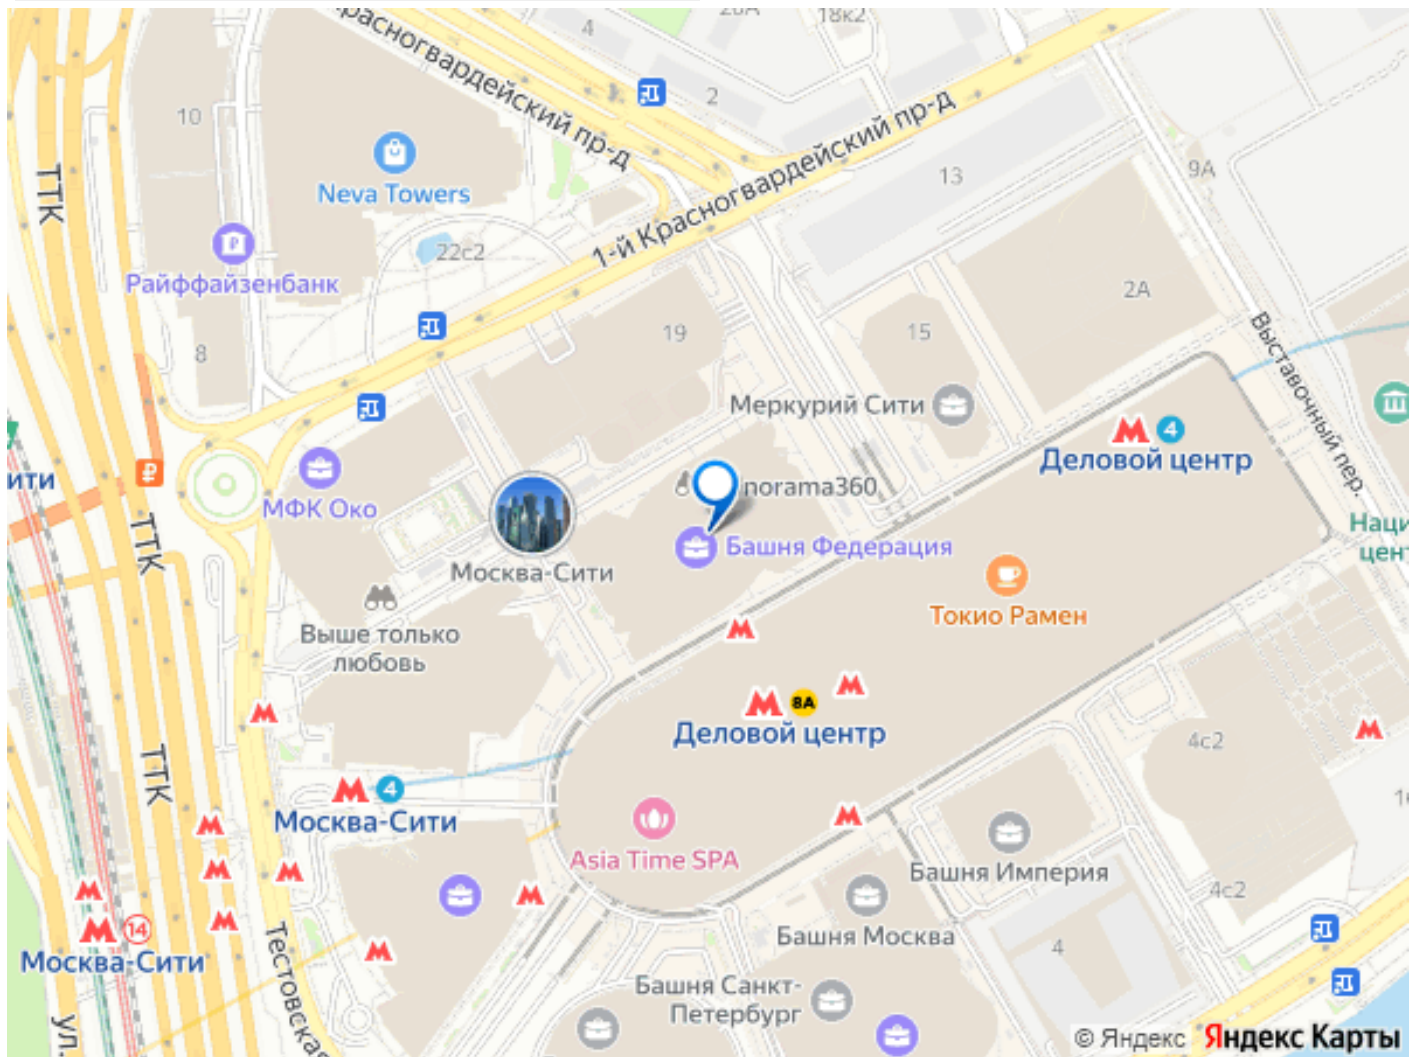 Красногвардейский пр-д
4
18к2
2
10
Neva Towers
1-й Красногвардейский пр-д
13
9А
ТТК
22с2
Райффайзенбанк
2А
19
15
8
Выставочный пер.
Меркурий Сити
4
Деловой центр
ити
МФК Око
norama360
Башня Федерация
Москва-Сити
ТТК
Токио Рамен
Выше только
любовь
8А
Деловой центр
4с2
ТТК
4
Москва-Сити
Asia Time SPA
Башня Империя
4с2
14
Москва-Сити
Тестовская
Башня Москва
4
Башня Санкт-
Петербург
ул.
© Яндекс Яндекс Карты